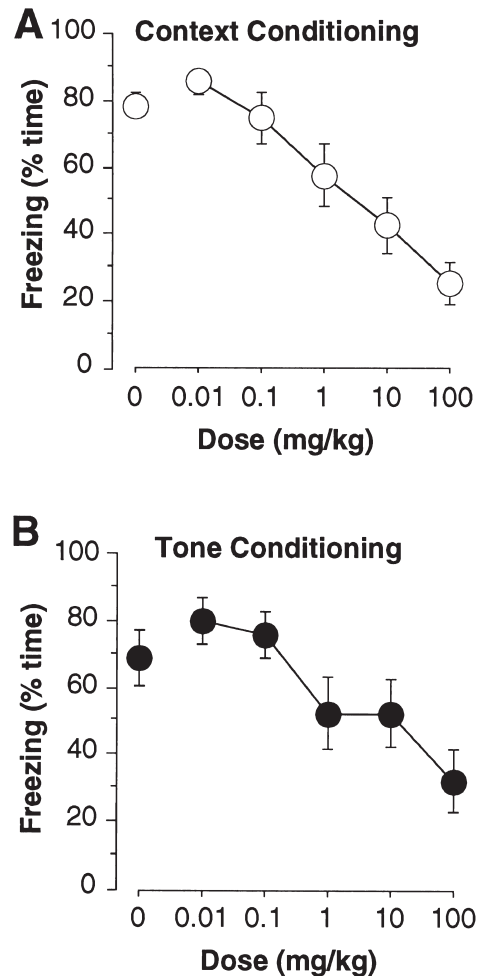 A
Context Conditioning
100
80
60
40
20
0
Freezing (% time)
0 0.01 0.1 1 10 100
Dose (mg/kg)
B
Tone Conditioning
100
80
60
40
20
0
Freezing (% time)
0 0.01 0.1 1 10 100
Dose (mg/kg)